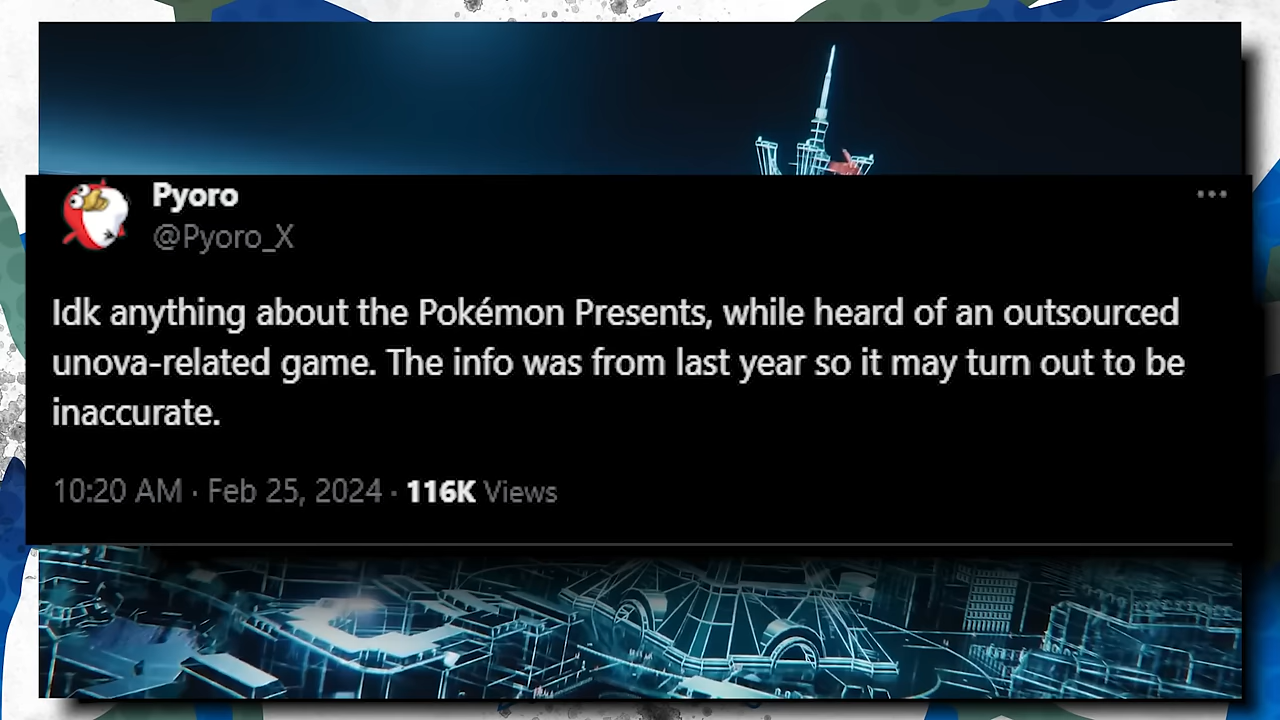 Pyoro
@Pyoro_X
Idk anything about the Pokémon Presents, while heard of an outsourced
unova-related game. The info was from last year so it may turn out to be
inaccurate.
10:20 AM · Feb 25, 2024 · 116K Views